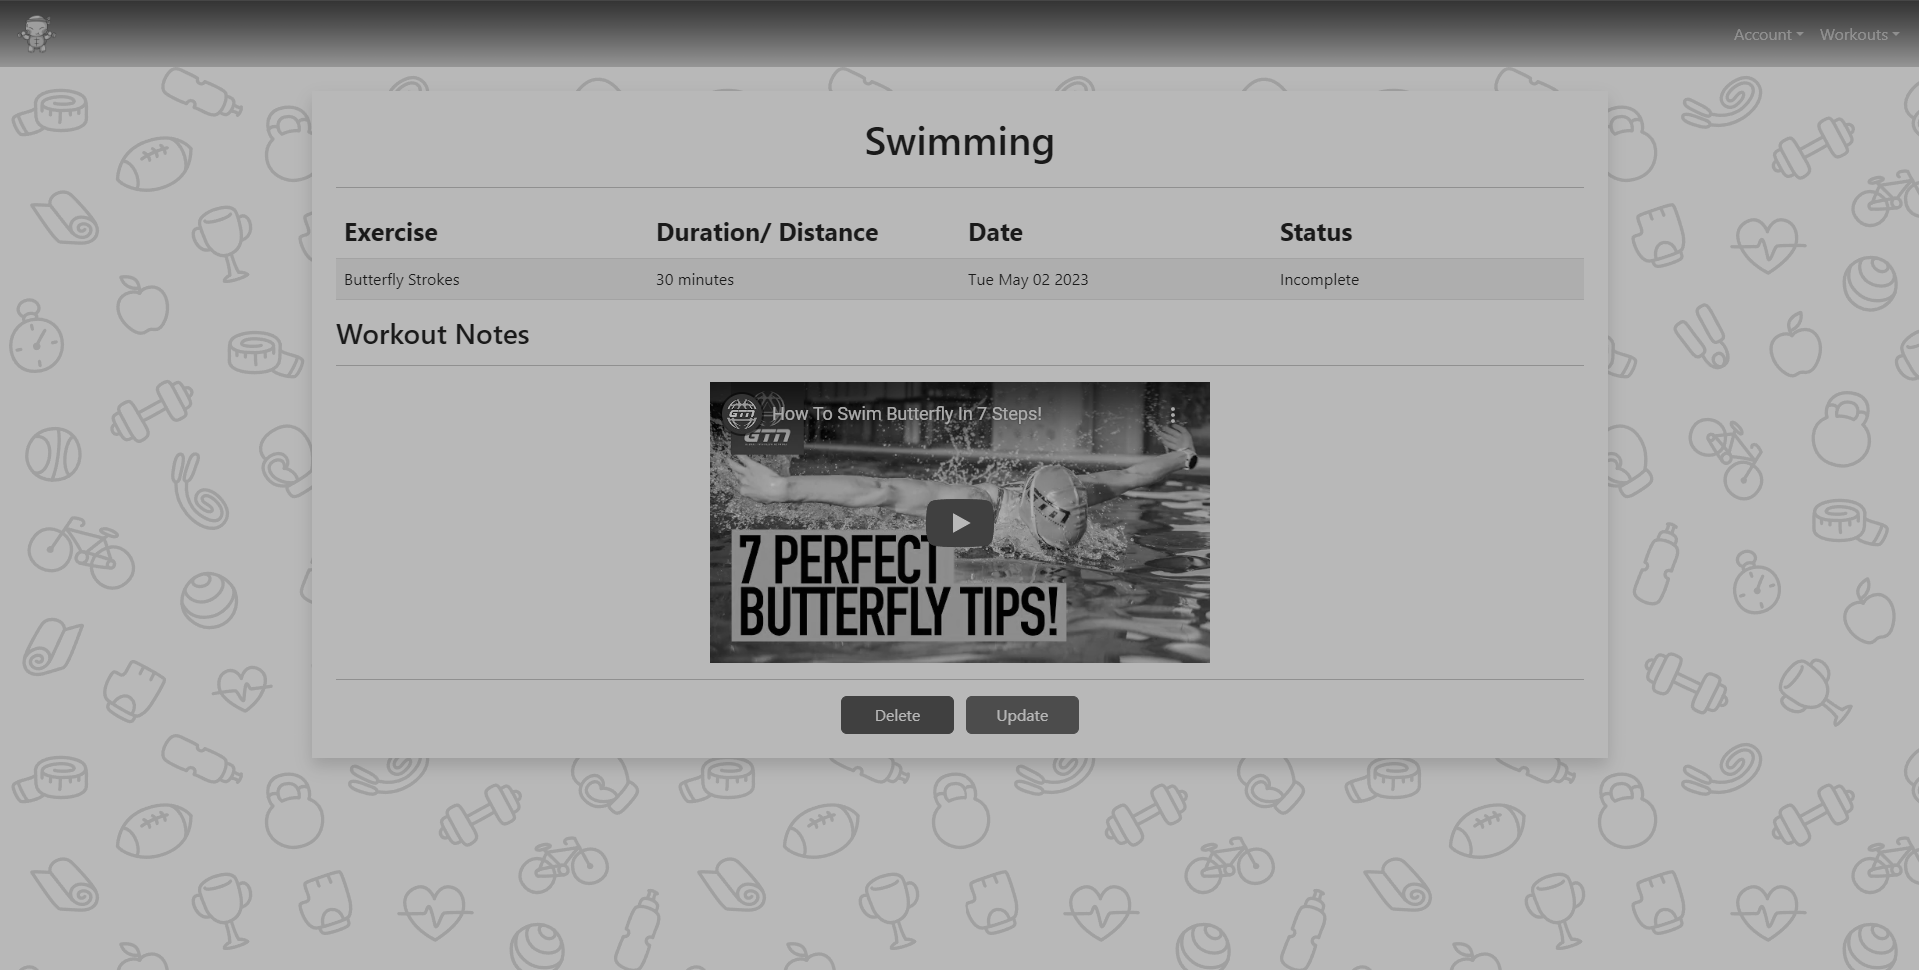 Account Workouts
Swimming
Exercise Duration/ Distance Date Status
Butterfly Strokes 30 minutes Tue May 02 2023 Incomplete
Workout Notes
GTN How To Swim Butterfly In 7 Steps!
GTN
7 PERFECT
BUTTERFLY TIPS!
Delete Update